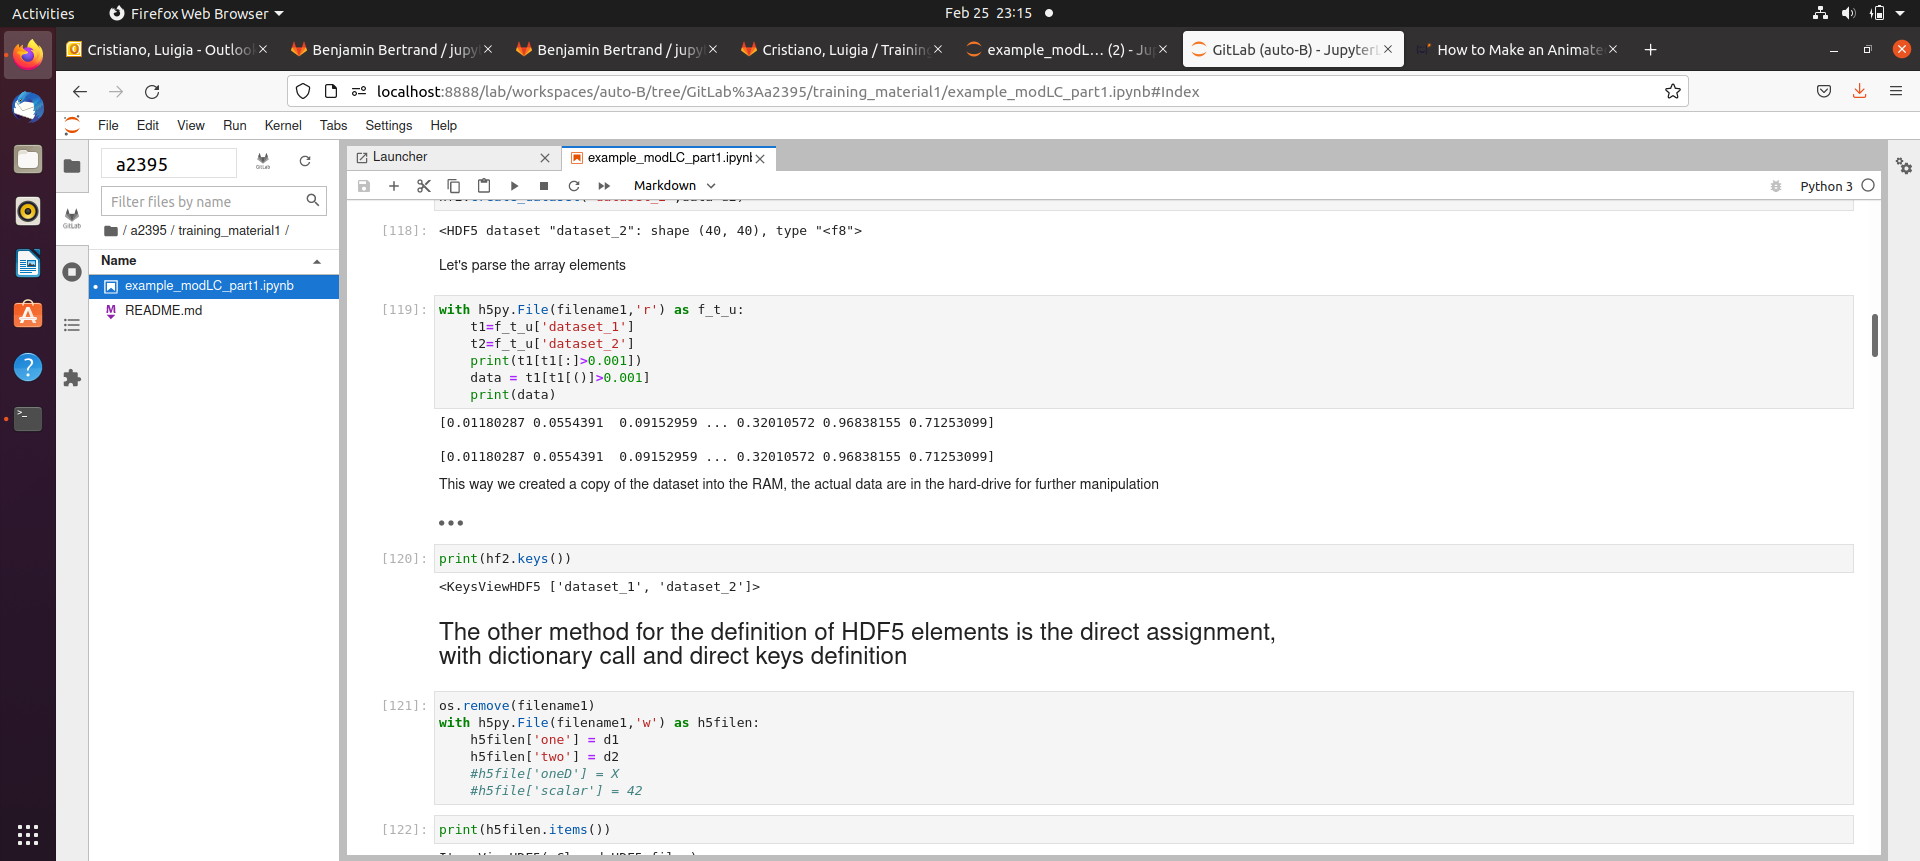 Activities
Firefox Web Browser
Feb 25 23:15
Cristiano, Luigia - Outloo
Benjamin Bertrand / jupy
Benjamin Bertrand / jupy
Cristiano, Luigia / Trainin
example_modL… (2) - Ju
GitLab (auto-B) - JupyterL
How to Make an Animate
localhost:8888/lab/workspaces/auto-B/tree/GitLab%3Aa2395/training_material1/example_modLC_part1.ipynb#Index
File Edit View Run Kernel Tabs Settings Help
a2395
GitLab
Launcher
example_modLC_part1.ipynb
Markdown
Python 3
Filter files by name
GitLab
/ a2395 / training_material1 /
Name
example_modLC_part1.ipynb
README.md
[118]: <HDF5 dataset "dataset_2": shape (40, 40), type "<f8">
Let's parse the array elements
[119]: with h5py.File(filename1,'r') as f_t_u:
t1=f_t_u['dataset_1']
t2=f_t_u['dataset_2']
print(t1[t1[:]>0.001])
data = t1[t1[()]>0.001]
print(data)
[0.01180287 0.0554391  0.09152959 ... 0.32010572 0.96838155 0.71253099]
[0.01180287 0.0554391  0.09152959 ... 0.32010572 0.96838155 0.71253099]
This way we created a copy of the dataset into the RAM, the actual data are in the hard-drive for further manipulation
[120]: print(hf2.keys())
<KeysViewHDF5 ['dataset_1', 'dataset_2']>
The other method for the definition of HDF5 elements is the direct assignment,
with dictionary call and direct keys definition
[121]: os.remove(filename1)
with h5py.File(filename1,'w') as h5filen:
h5filen['one'] = d1
h5filen['two'] = d2
#h5file['oneD'] = X
#h5file['scalar'] = 42
[122]: print(h5filen.items())